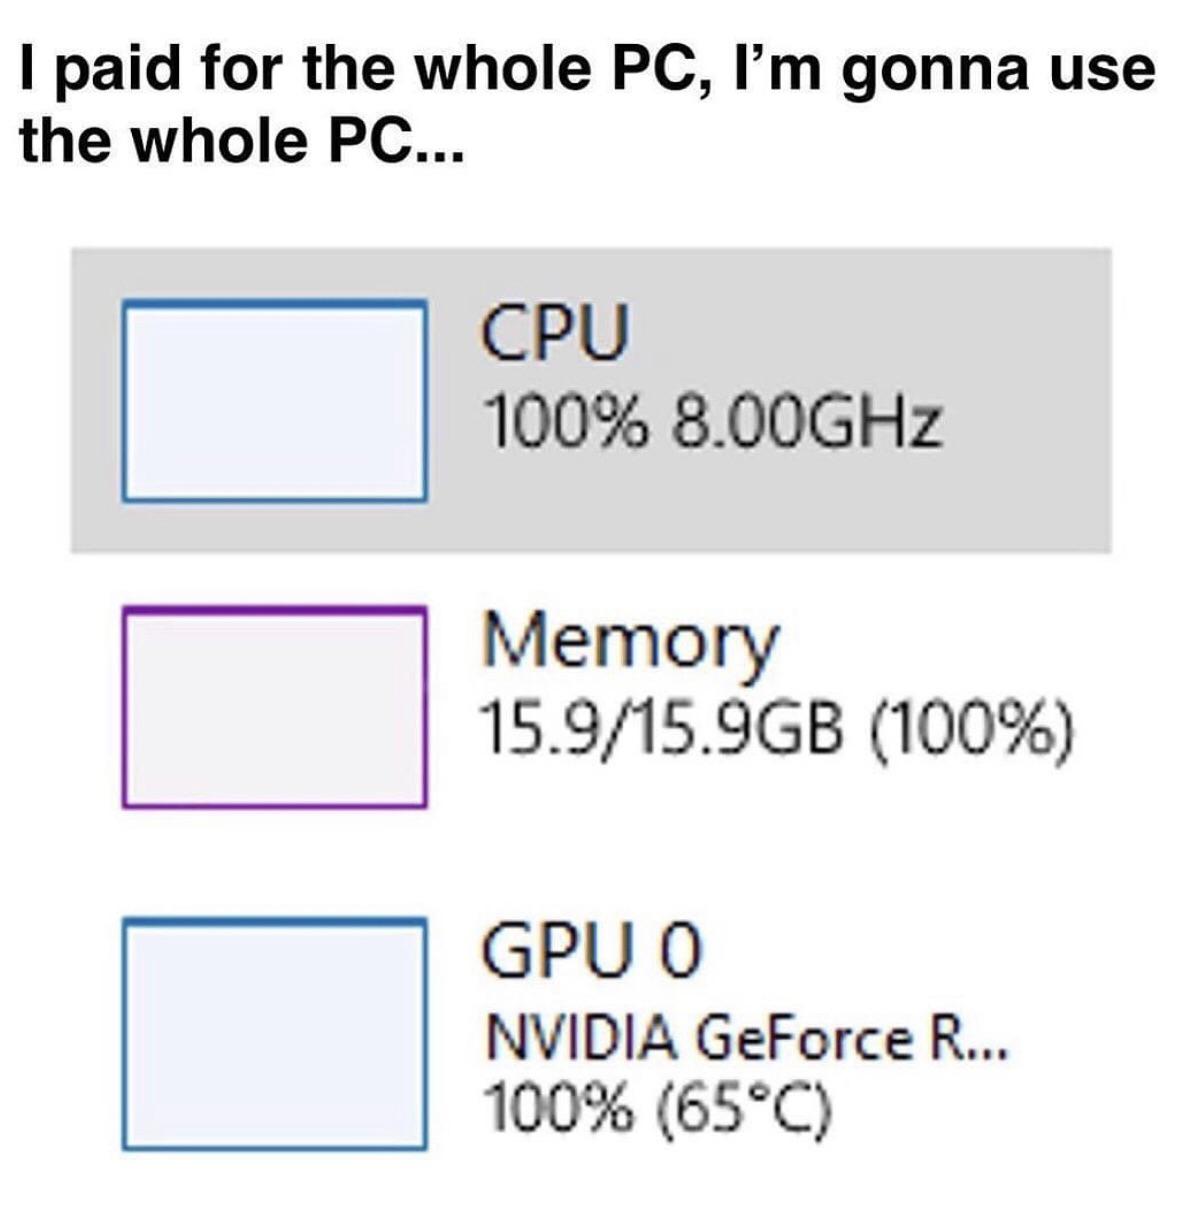 I paid for the whole PC, I’m gonna use
the whole PC...
CPU
100% 8.00GHz
Memory
15.9/15.9GB (100%)
GPU 0
NVIDIA GeForce R...
100% (65°C)